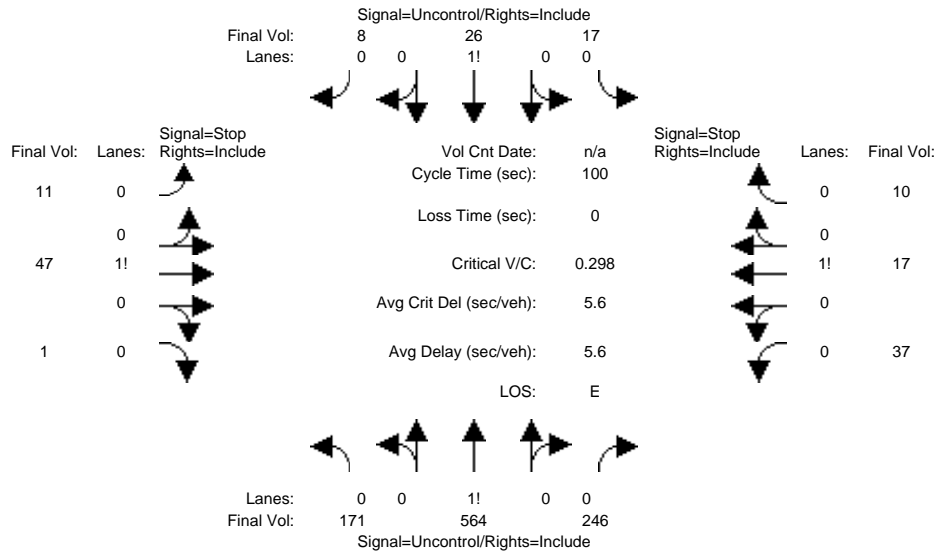 Signal=Uncontrol/Rights=Include
Final Vol: 8 26 17
Lanes: 0 0 1! 0 0
Signal=Stop
Final Vol: Lanes: Rights=Include
Vol Cnt Date: n/a
Signal=Stop
Rights=Include Lanes: Final Vol:
Cycle Time (sec): 100
11 0
0 10
Loss Time (sec): 0
0
0
47 1!
Critical V/C: 0.298
1! 17
0
Avg Crit Del (sec/veh): 5.6
0
1 0
Avg Delay (sec/veh): 5.6
0 37
LOS: E
Lanes: 0 0 1! 0 0
Final Vol: 171 564 246
Signal=Uncontrol/Rights=Include